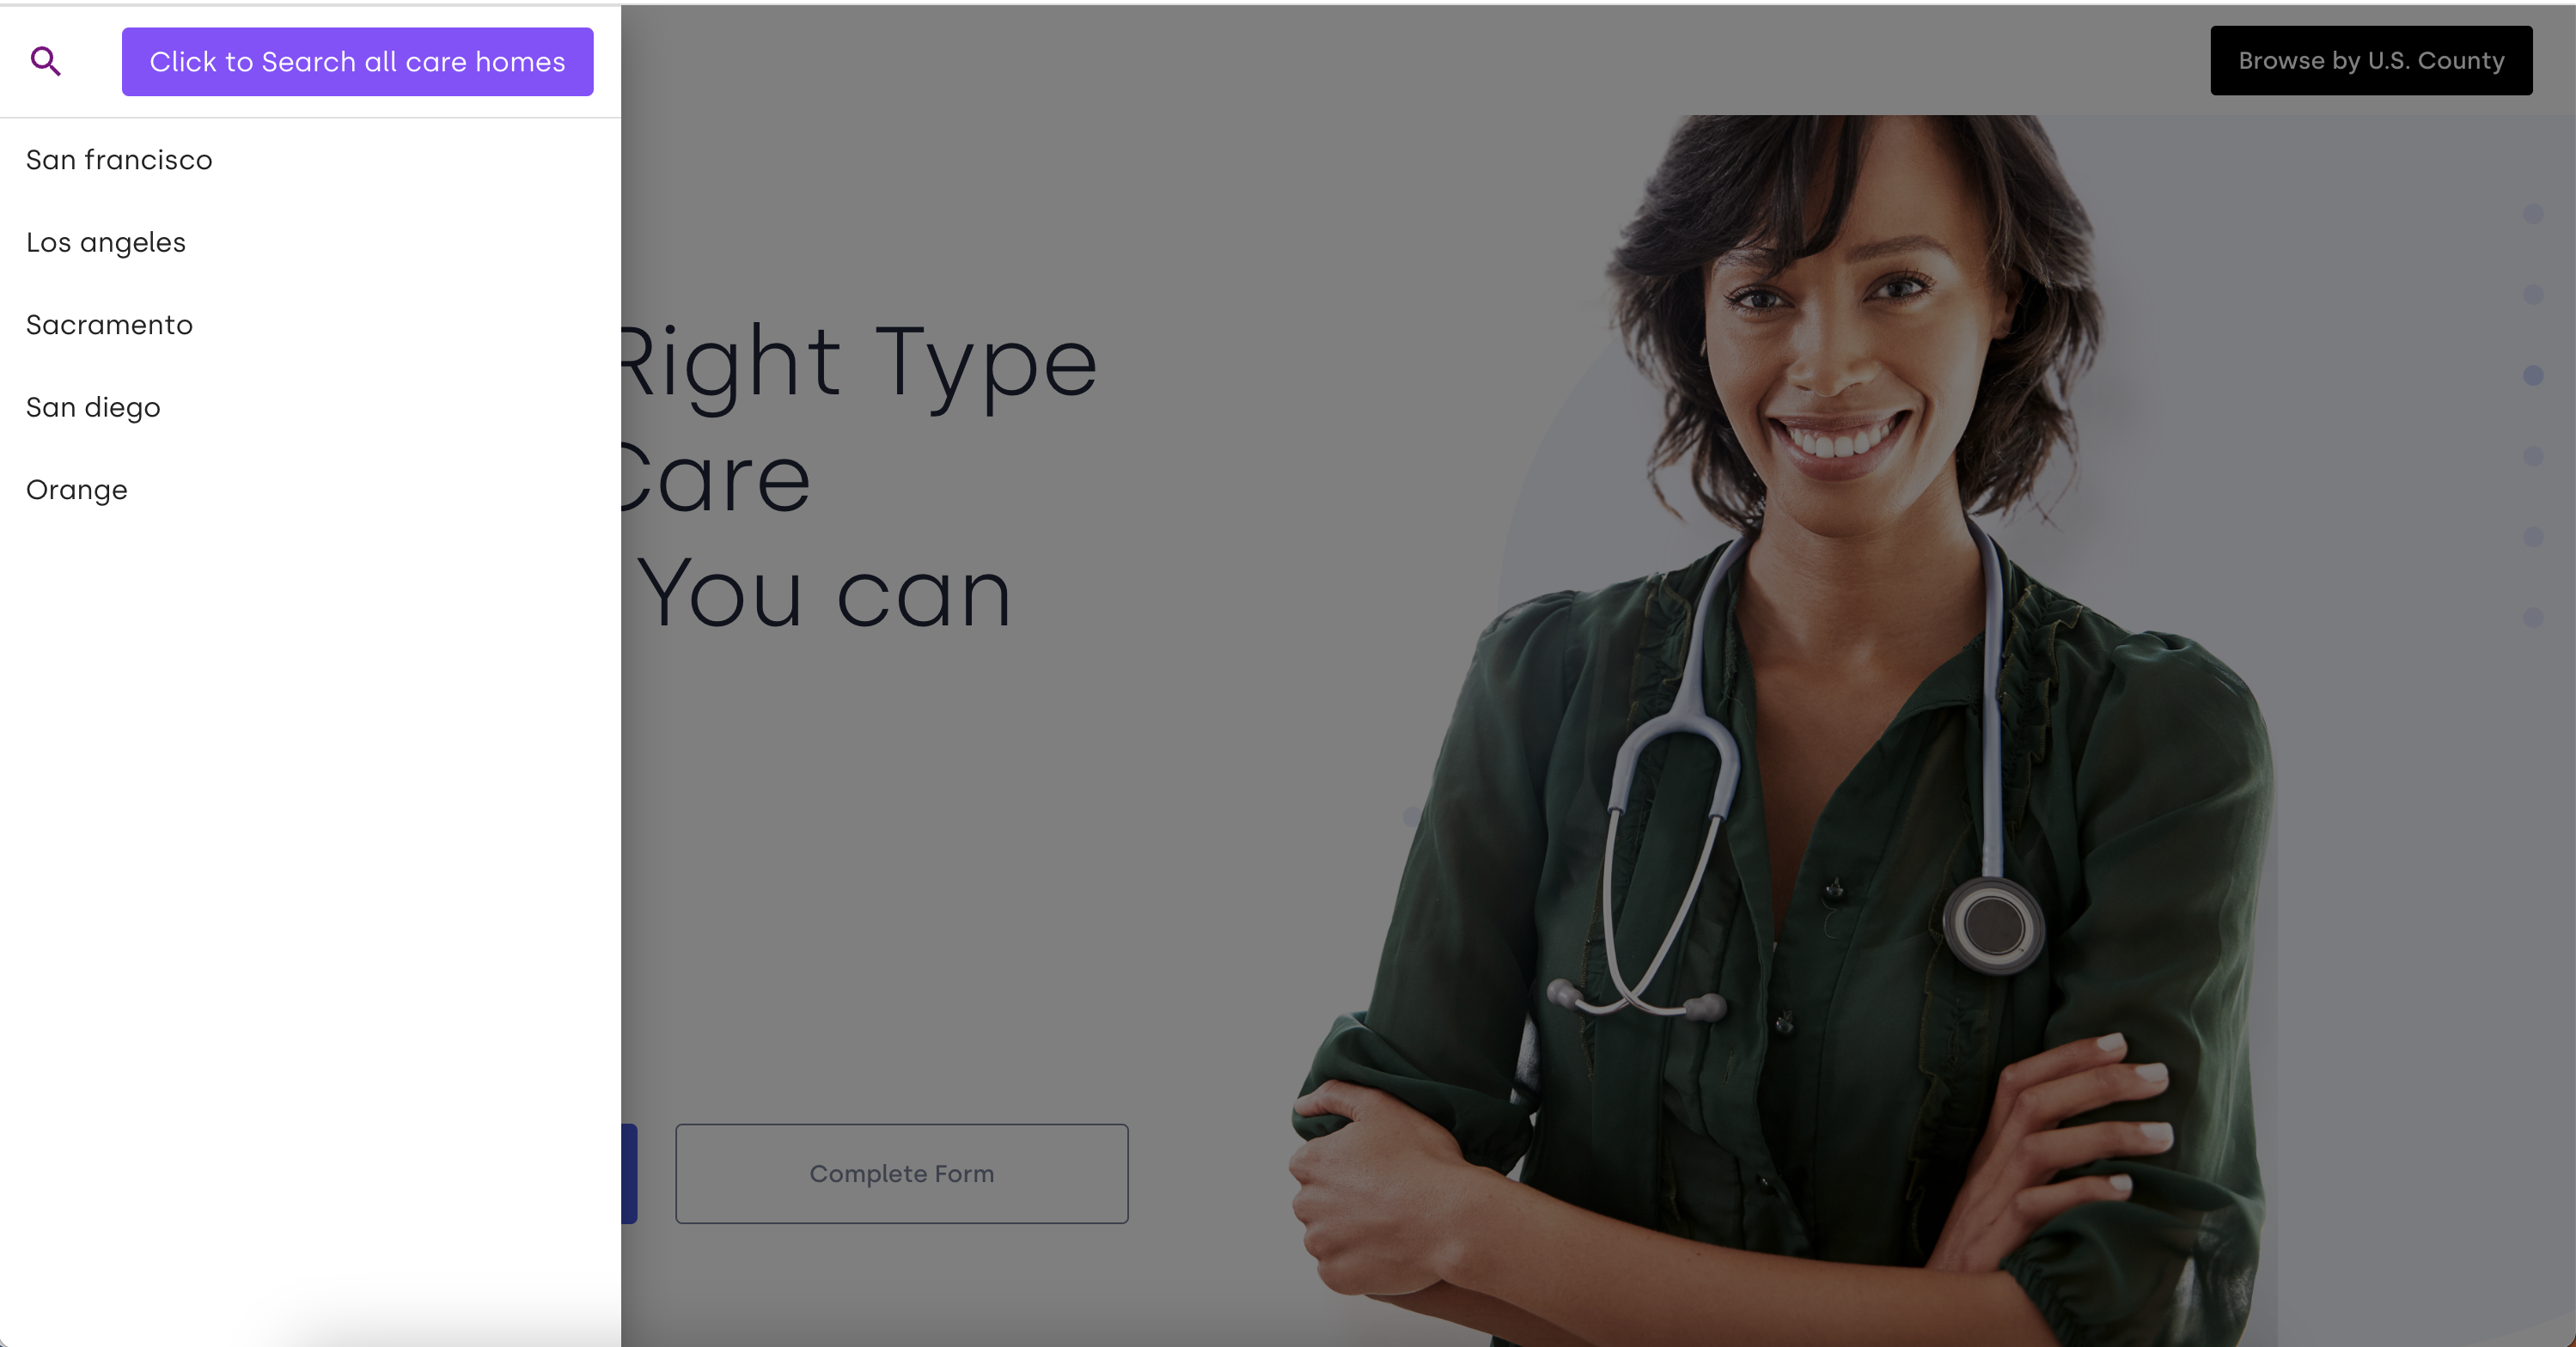 Click to Search all care homes
Browse by U.S. County
San francisco
Los angeles
Sacramento
San diego
Orange
Right Type
Care
You can
Complete Form